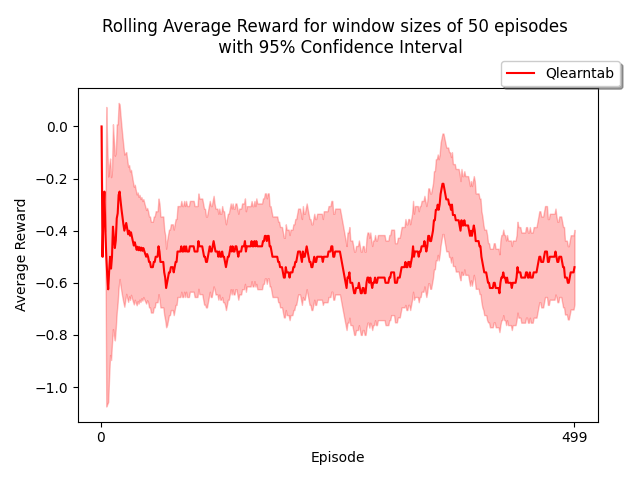 Rolling Average Reward for window sizes of 50 episodes
with 95% Confidence Interval
Qlearntab
0.0
−0.2
−0.4
−0.6
−0.8
−1.0
Average Reward
0
499
Episode